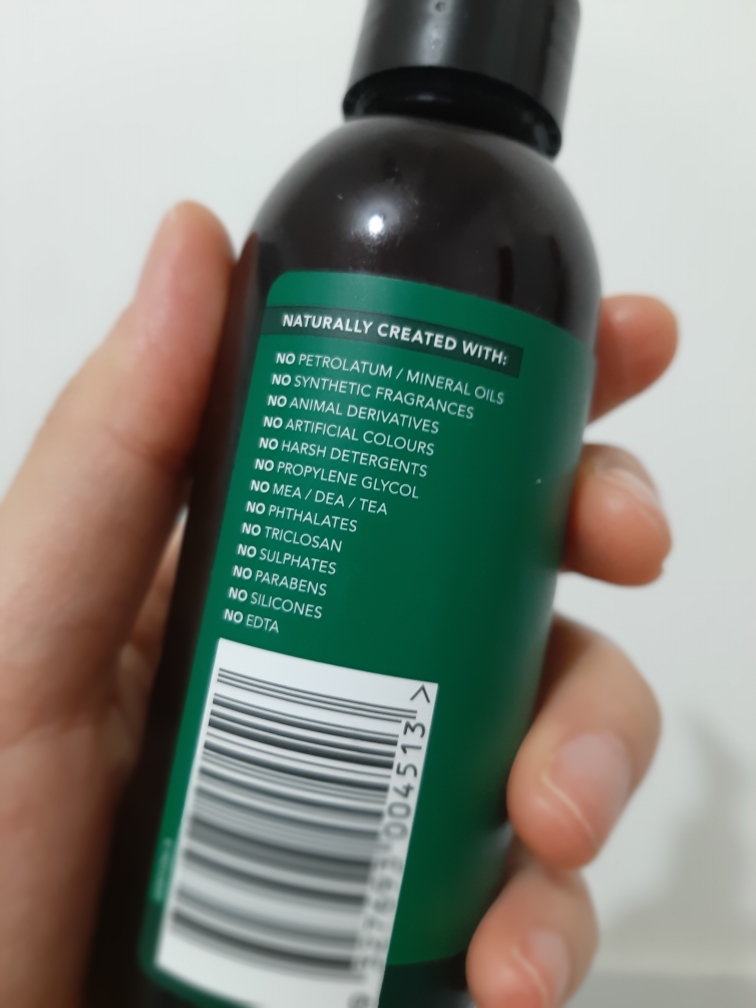 NATURALLY CREATED WITH:
NO PETROLATUM / MINERAL OILS
NO SYNTHETIC FRAGRANCES
NO ANIMAL DERIVATIVES
NO ARTIFICIAL COLOURS
NO HARSH DETERGENTS
NO PROPYLENE GLYCOL
NO MEA / DEA / TEA
NO PHTHALATES
NO TRICLOSAN
NO SULPHATES
NO PARABENS
NO SILICONES
NO EDTA
004513 >